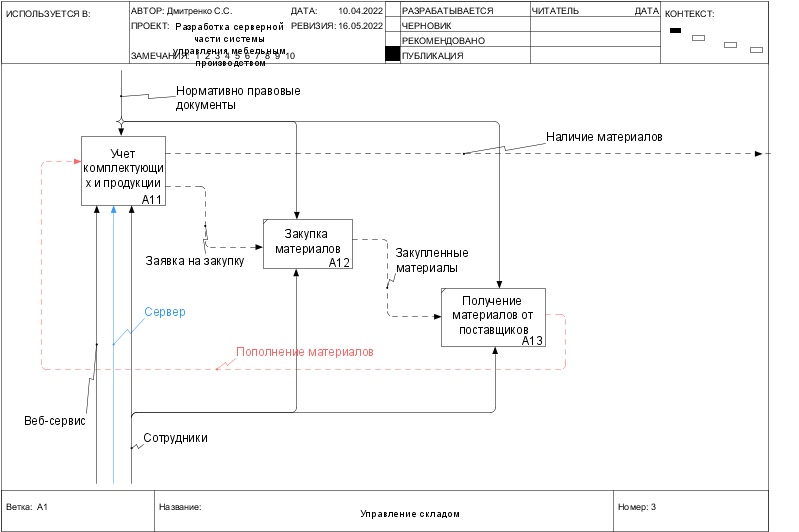 ИСПОЛЬЗУЕТСЯ В:
АВТОР: Дмитренко С.С.
ДАТА: 10.04.2022
ПРОЕКТ: Разработка серверной
части системы
управления мебельным
производством
РЕВИЗИЯ: 16.05.2022
ЗАМЕЧАНИЯ: 1 2 3 4 5 6 7 8 9 10
РАЗРАБАТЫВАЕТСЯ
ЧЕРНОВИК
РЕКОМЕНДОВАНО
ПУБЛИКАЦИЯ
ЧИТАТЕЛЬ
ДАТА
КОНТЕКСТ:
Нормативно правовые
документы
Наличие материалов
Учет
комплектующи
х и продукции
A11
Заявка на закупку
Закупка
материалов
A12
Закупленные
материалы
Получение
материалов от
поставщиков
A13
Сервер
Пополнение материалов
Веб-сервис
Сотрудники
Ветка: A1
Название:
Управление складом
Номер: 3